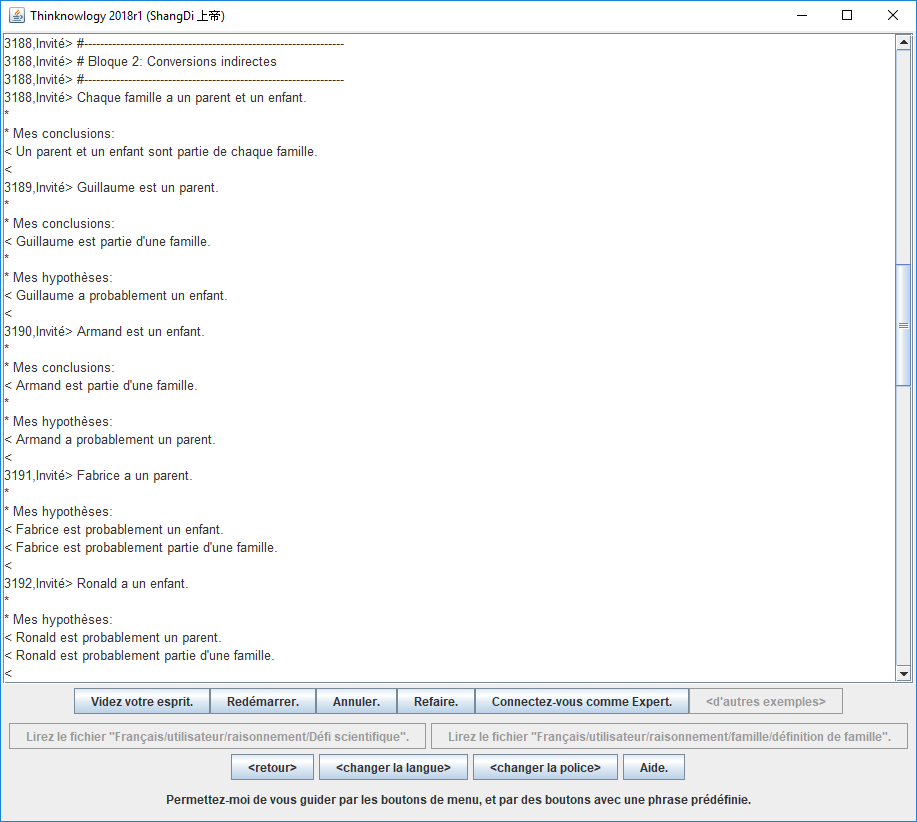 Thinknowlogy 2018r1 (ShangDi 上帝)
3188,Invité> #-----------------------------------------------------------------
3188,Invité> # Bloque 2: Conversions indirectes
3188,Invité> #-----------------------------------------------------------------
3188,Invité> Chaque famille a un parent et un enfant.
*
* Mes conclusions:
< Un parent et un enfant sont partie de chaque famille.
<
3189,Invité> Guillaume est un parent.
*
* Mes conclusions:
< Guillaume est partie d'une famille.
*
* Mes hypothèses:
< Guillaume a probablement un enfant.
<
3190,Invité> Armand est un enfant.
*
* Mes conclusions:
< Armand est partie d'une famille.
*
* Mes hypothèses:
< Armand a probablement un parent.
<
3191,Invité> Fabrice a un parent.
*
* Mes hypothèses:
< Fabrice est probablement un enfant.
< Fabrice est probablement partie d'une famille.
<
3192,Invité> Ronald a un enfant.
*
* Mes hypothèses:
< Ronald est probablement un parent.
< Ronald est probablement partie d'une famille.
<
Videz votre esprit. Redémarrer. Annuler. Refaire. Connectez-vous comme Expert. <d'autres exemples>
Lirez le fichier "Français/utilisateur/raisonnement/Défi scientifique". Lirez le fichier "Français/utilisateur/raisonnement/famille/définition de famille".
<retour> <changer la langue> <changer la police> Aide.
Permettez-moi de vous guider par les boutons de menu, et par des boutons avec une phrase prédéfinie.